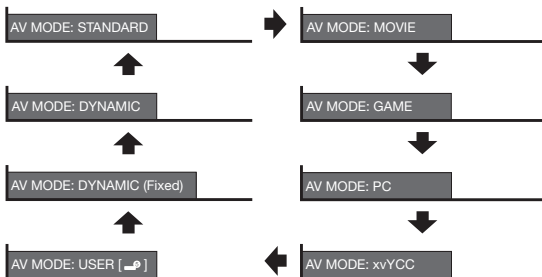 AV MODE: STANDARD
AV MODE: MOVIE
AV MODE: DYNAMIC
AV MODE: GAME
AV MODE: DYNAMIC (Fixed)
AV MODE: PC
AV MODE: USER [ ]
AV MODE: xvYCC